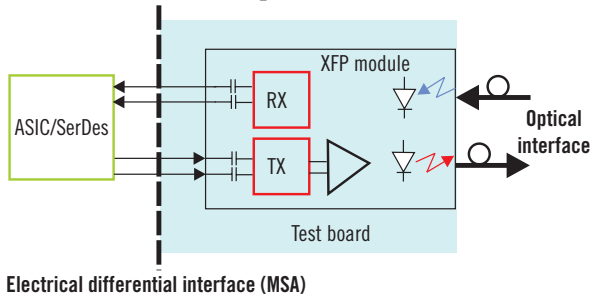 XFP module
RX
ASIC/SerDes
Optical
interface
TX
Test board
Electrical differential interface (MSA)